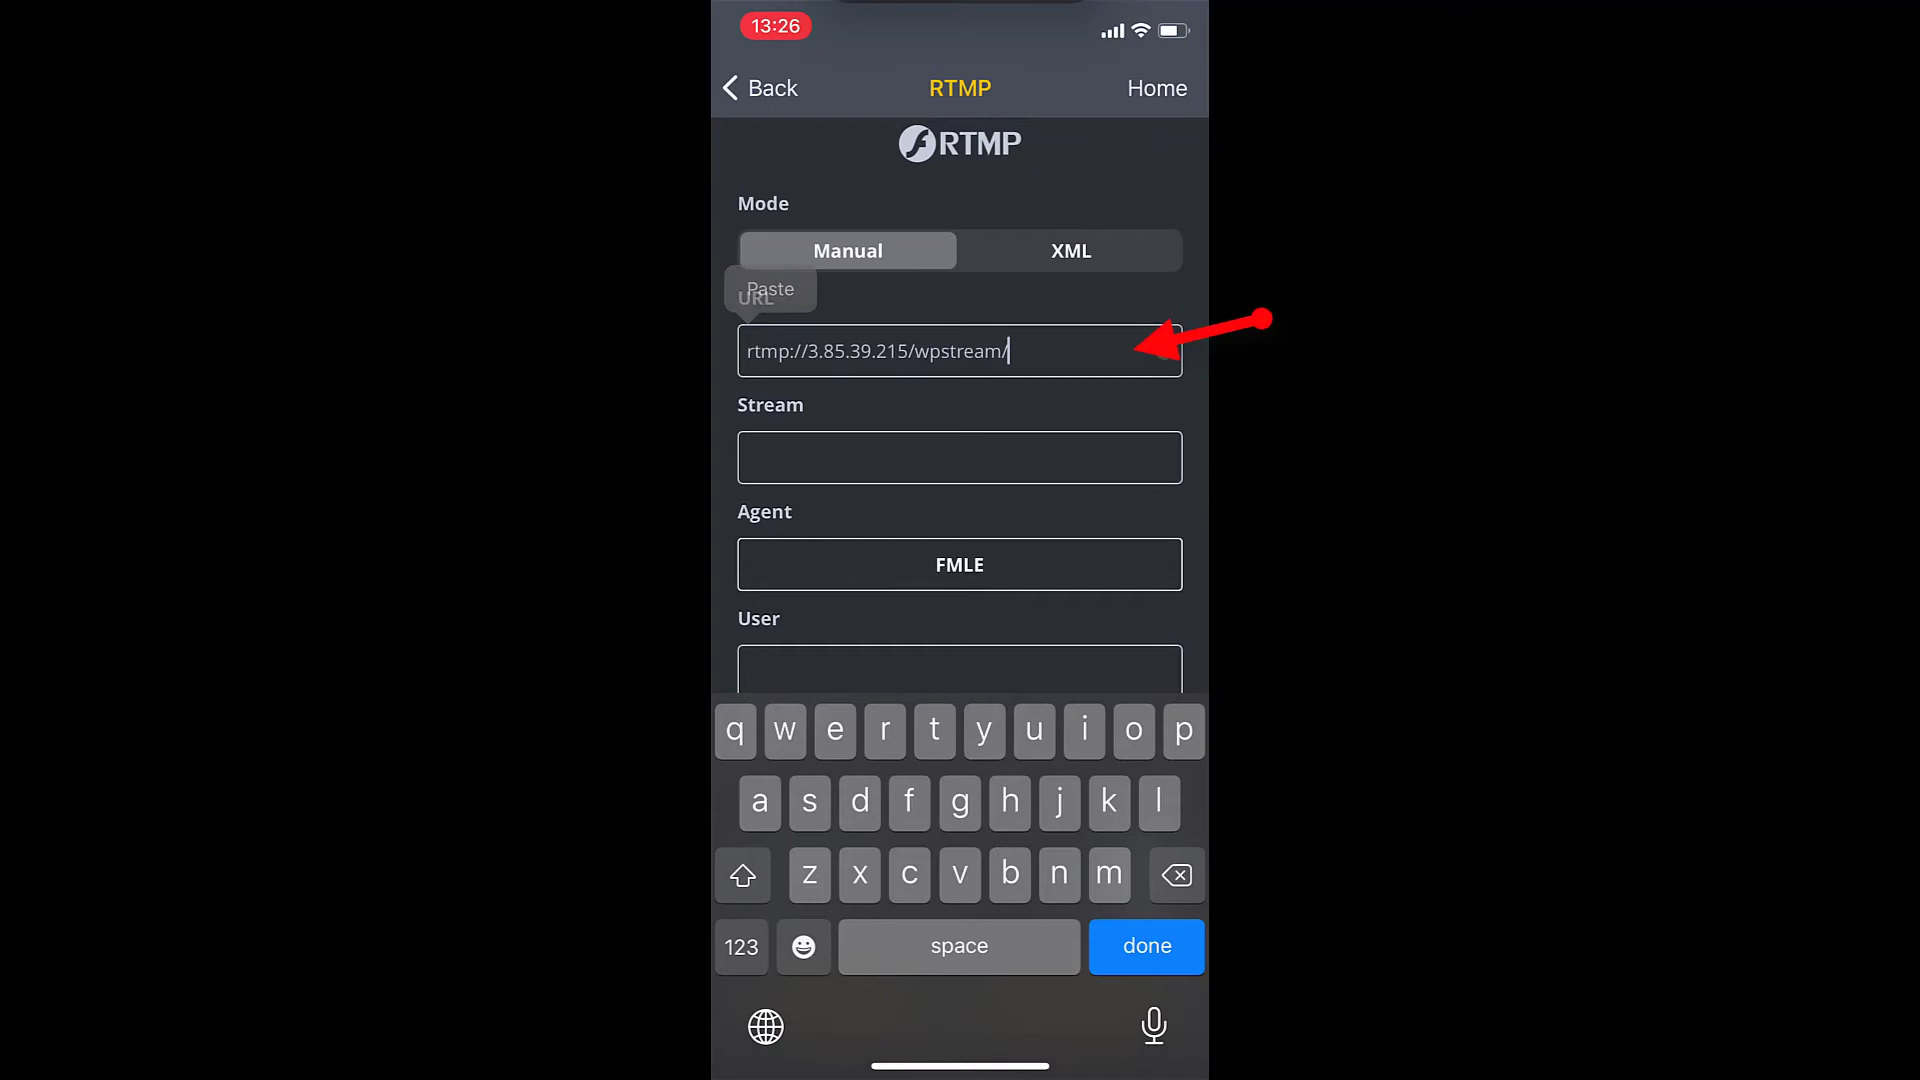 13:26
Back
RTMP
Home
RTMP
Mode
Manual
XML
Paste
URL
rtmp://3.85.39.215/wpstream/
Stream
Agent
FMLE
User
q w e r t y u i o p
a s d f g h j k l
z x c v b n m
123
space
done